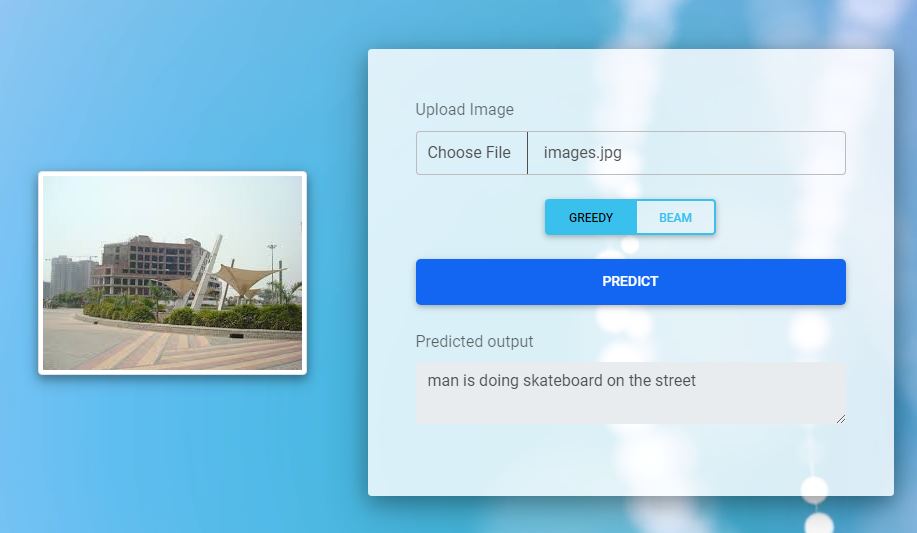 Upload Image
Choose File images.jpg
GREEDY BEAM
PREDICT
Predicted output
man is doing skateboard on the street